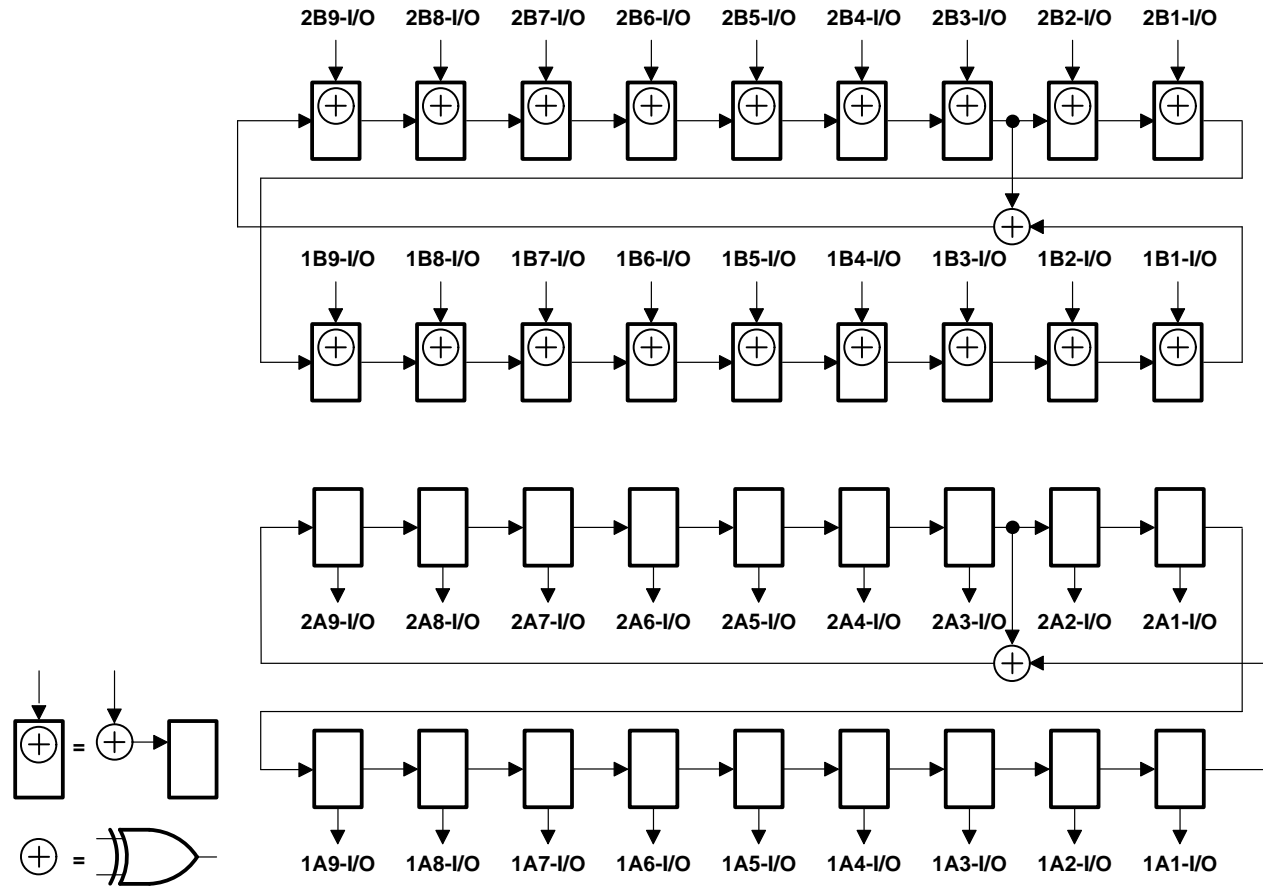 2B9-I/O 2B8-I/O 2B7-I/O 2B6-I/O 2B5-I/O 2B4-I/O 2B3-I/O 2B2-I/O 2B1-I/O
1B9-I/O 1B8-I/O 1B7-I/O 1B6-I/O 1B5-I/O 1B4-I/O 1B3-I/O 1B2-I/O 1B1-I/O
2A9-I/O 2A8-I/O 2A7-I/O 2A6-I/O 2A5-I/O 2A4-I/O 2A3-I/O 2A2-I/O 2A1-I/O
=
=
1A9-I/O 1A8-I/O 1A7-I/O 1A6-I/O 1A5-I/O 1A4-I/O 1A3-I/O 1A2-I/O 1A1-I/O